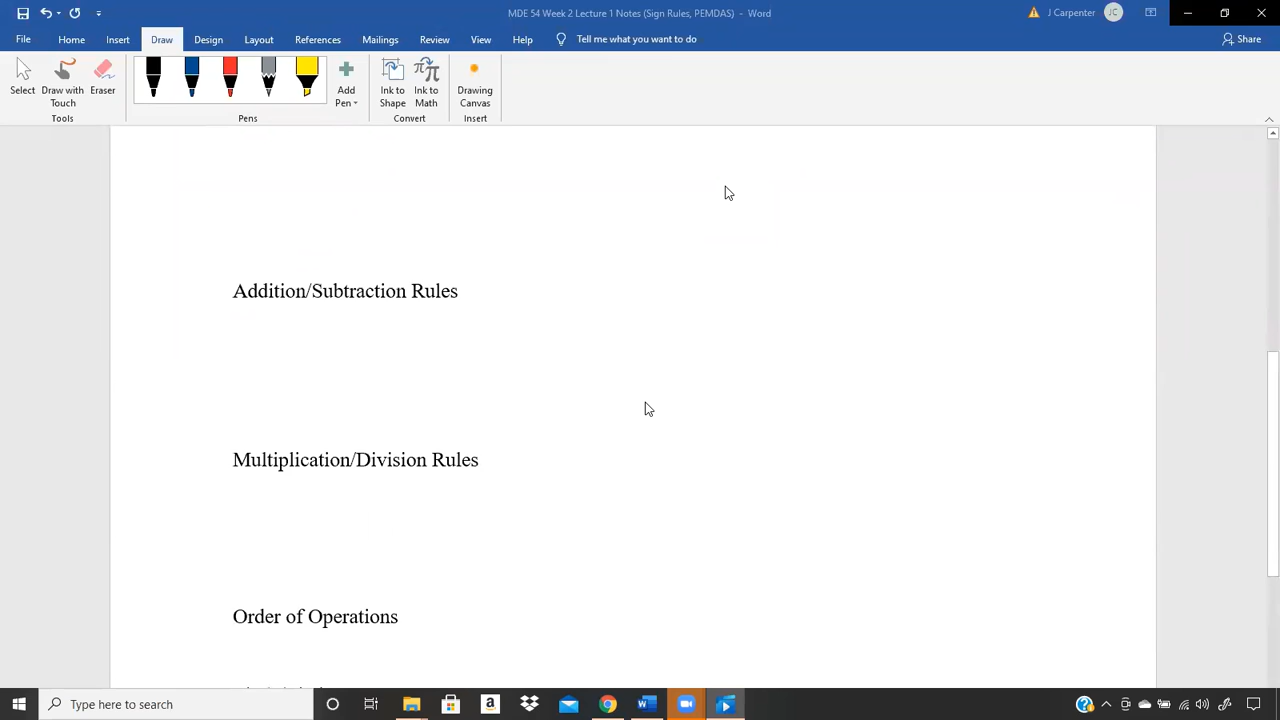 MDE 54 Week 2 Lecture 1 Notes (Sign Rules, PEMDAS) - Word
J Carpenter
JC
File Home Insert Draw Design Layout References Mailings Review View Help Tell me what you want to do
Share
Select
Draw with Touch
Eraser
Add Pen
Ink to Shape
Ink to Math
Drawing Canvas
Tools
Pens
Convert
Insert
Addition/Subtraction Rules
Multiplication/Division Rules
Order of Operations
Type here to search